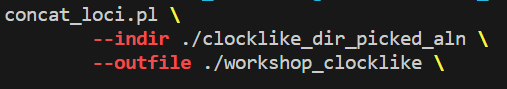 concat_loci.pl \
--indir ./clocklike_dir_picked_aln \
--outfile ./workshop_clocklike \